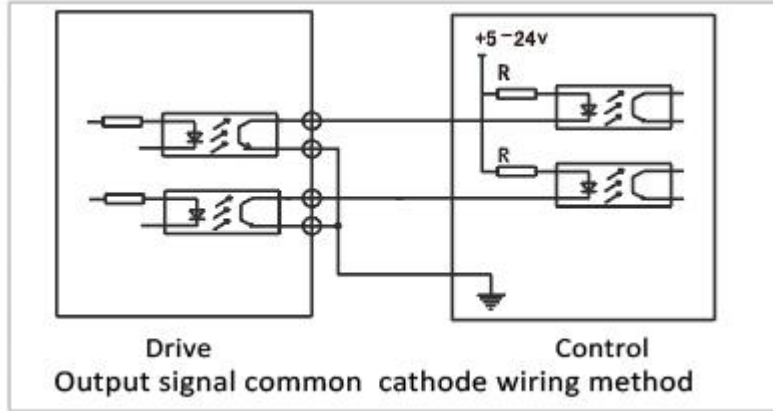 +5-24v
R
R
Drive Control
Output signal common cathode wiring method